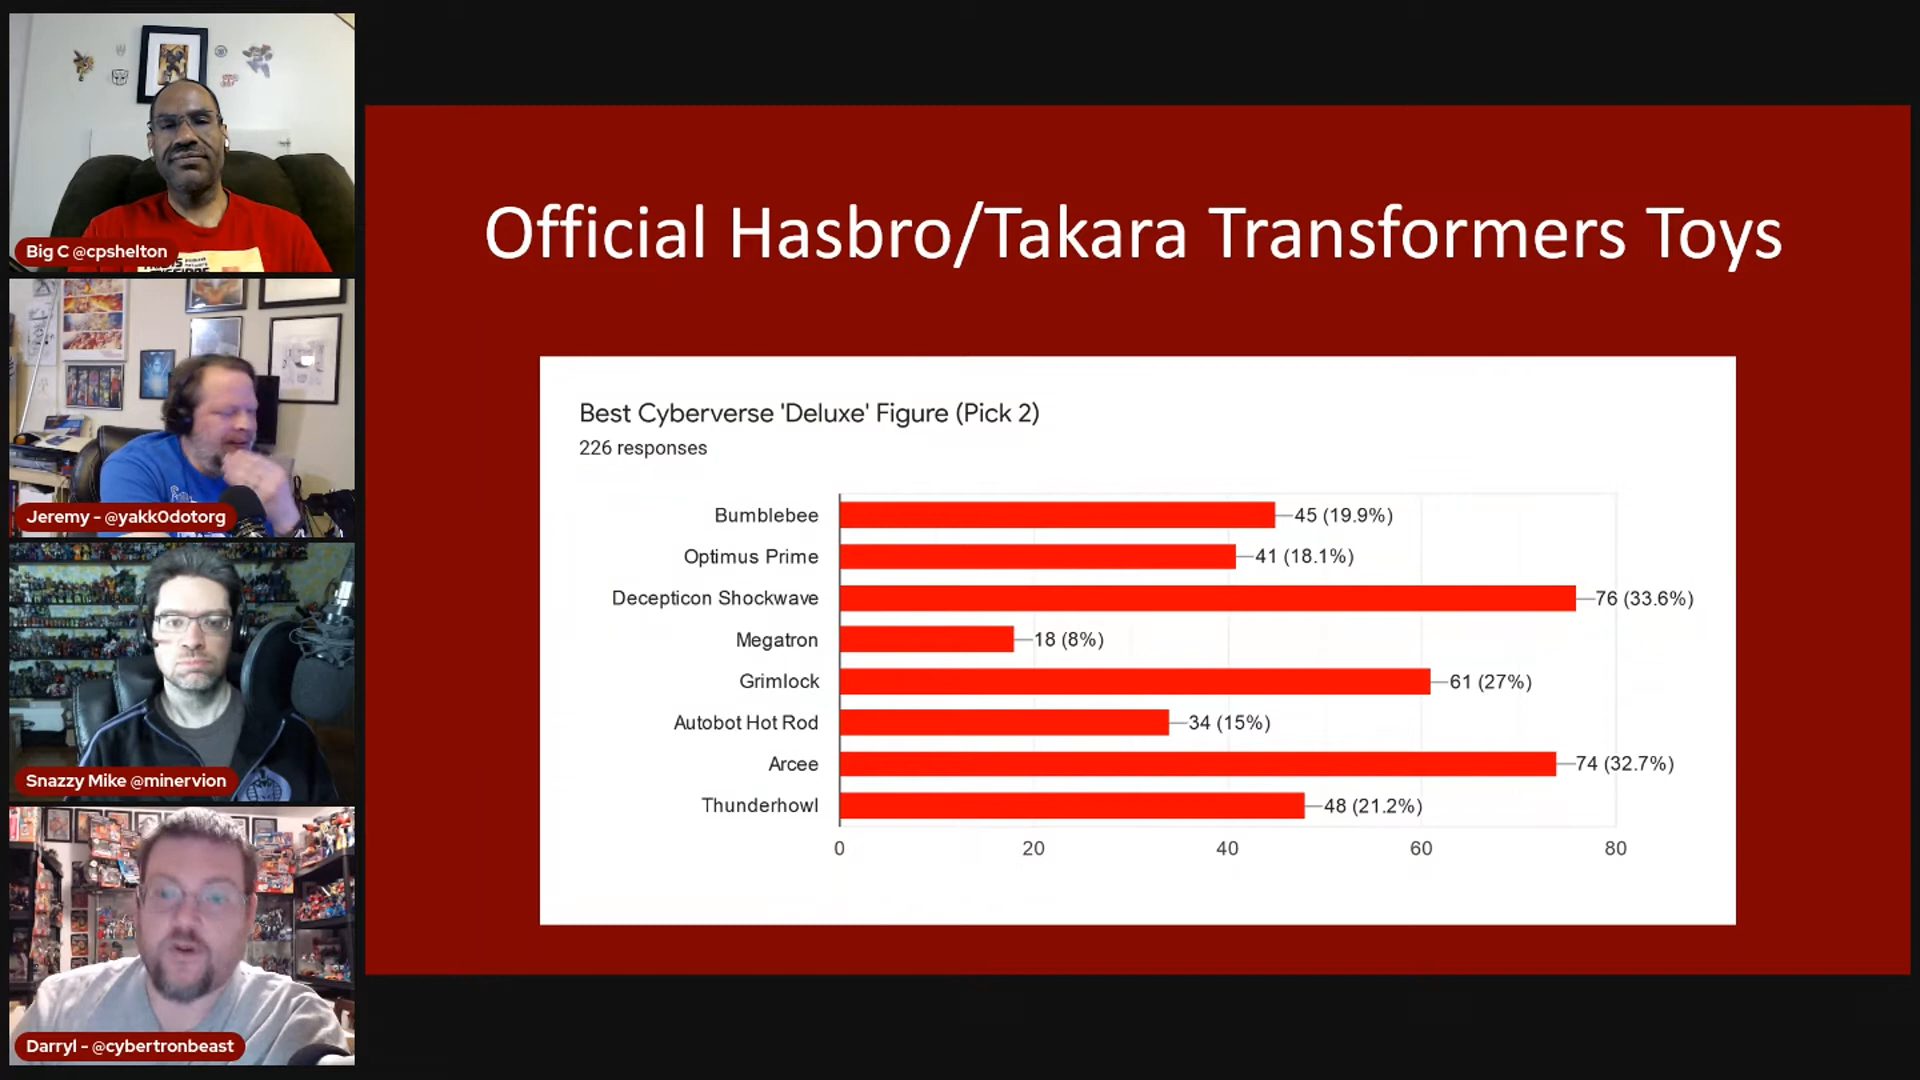 Big C @cpshelton
Jeremy - @yakk0dotorg
Snazzy Mike @minervion
Darryl - @cybertronbeast
Official Hasbro/Takara Transformers Toys
Best Cyberverse 'Deluxe' Figure (Pick 2)
226 responses
Bumblebee 45 (19.9%)
Optimus Prime 41 (18.1%)
Decepticon Shockwave 76 (33.6%)
Megatron 18 (8%)
Grimlock 61 (27%)
Autobot Hot Rod 34 (15%)
Arcee 74 (32.7%)
Thunderhowl 48 (21.2%)
0 20 40 60 80